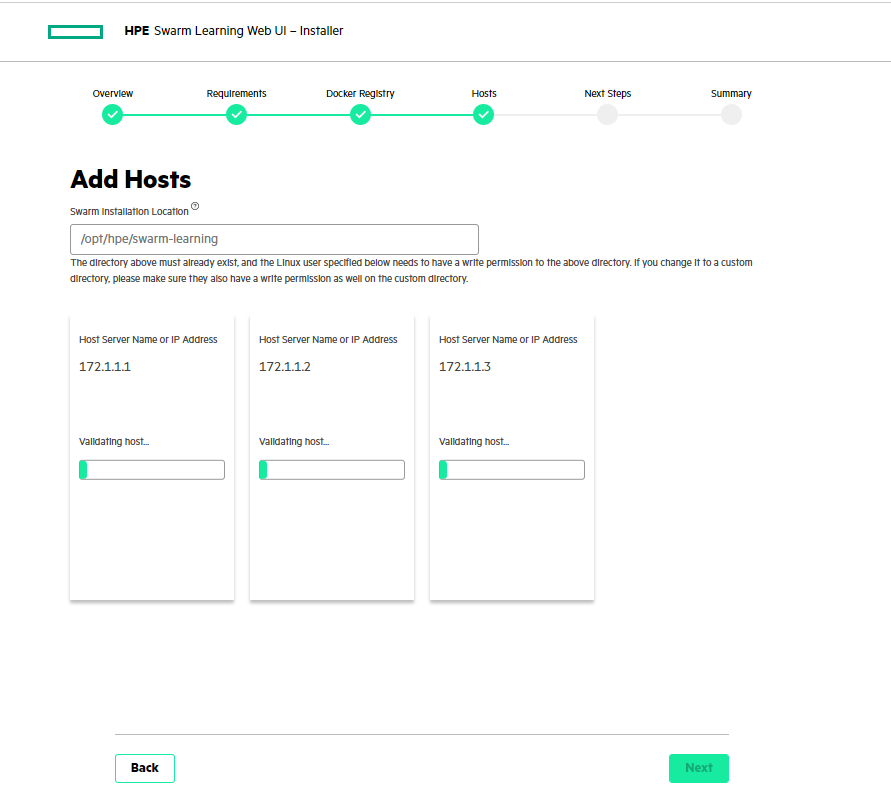 HPE Swarm Learning Web UI – Installer
Overview Requirements Docker Registry Hosts Next Steps Summary
Add Hosts
Swarm Installation Location ?
/opt/hpe/swarm-learning
The directory above must already exist, and the Linux user specified below needs to have a write permission to the above directory. If you change it to a custom
directory, please make sure they also have a write permission as well on the custom directory.
Host Server Name or IP Address
172.1.1.1
Validating host...
Host Server Name or IP Address
172.1.1.2
Validating host...
Host Server Name or IP Address
172.1.1.3
Validating host...
Back
Next